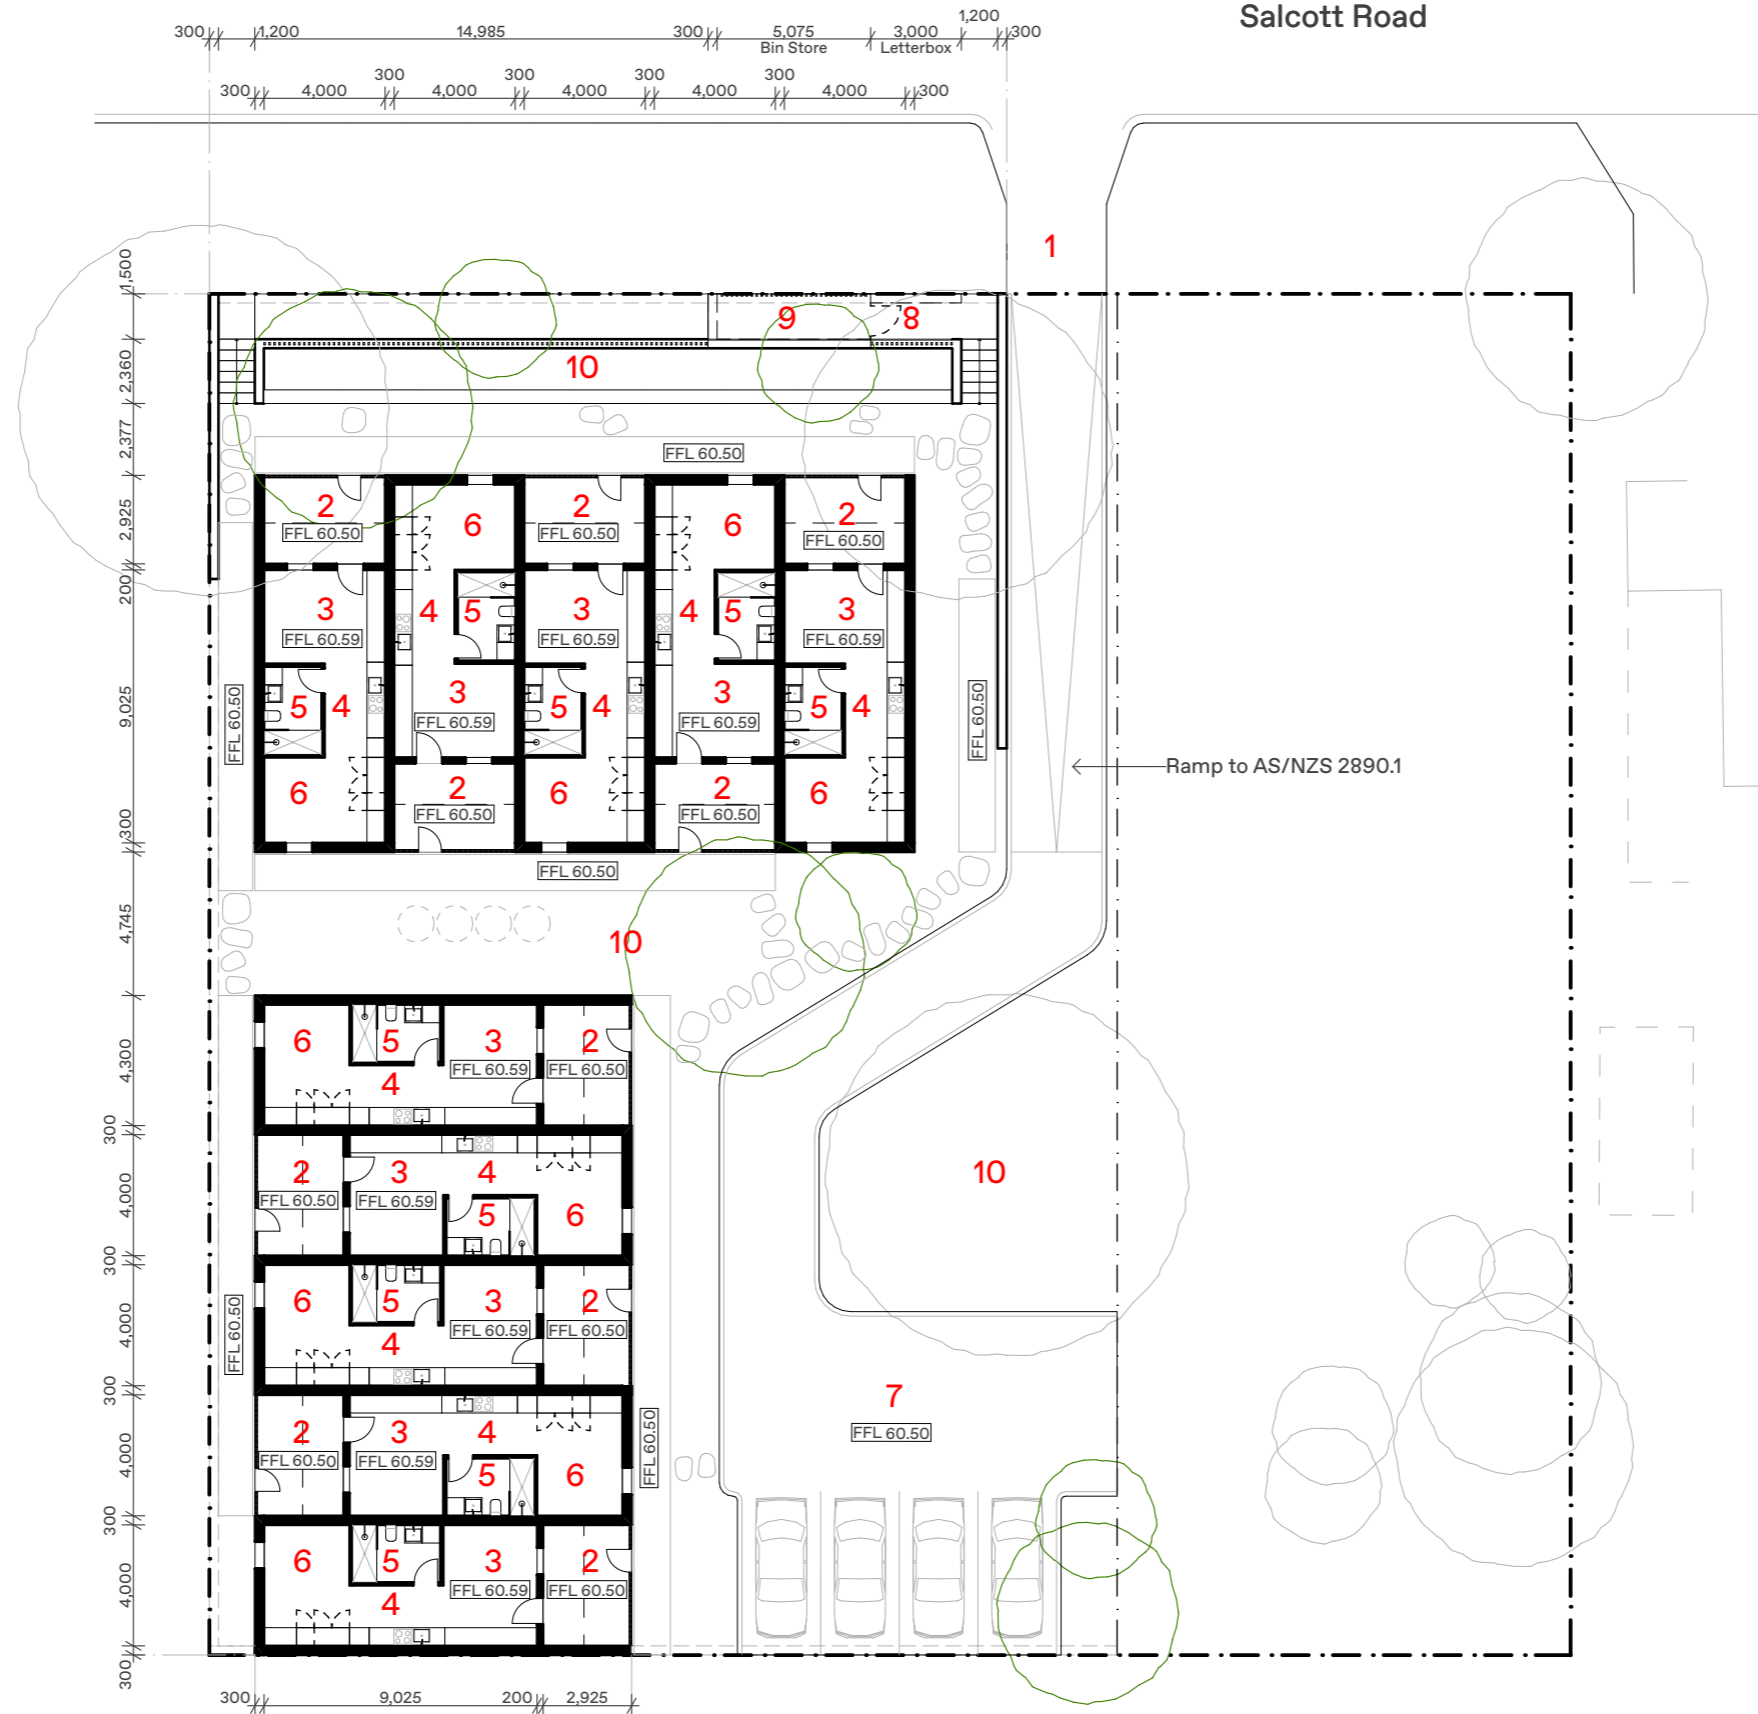 Salcott Road
300 1,200 14,985 300 5,075 3,000 1,200 300
Bin Store Letterbox
300 300 300 300
300 4,000 4,000 4,000 4,000 4,000 300
1
1,500
9 8
2,360
10
2,377
FFL 60.50
2,925
2 6 2 6 2
FFL 60.50 FFL 60.50 FFL 60.50
200
3 4 5 3 4 5 3
FFL 60.59 FFL 60.59 FFL 60.59
9,025
FFL 60.50
5 4 3 5 4 3 5 4
FFL 60.59 FFL 60.59
FFL 60.50
Ramp to AS/NZS 2890.1
300
6 2 6 2 6
FFL 60.50 FFL 60.50
FFL 60.50
4,745
10
4,300
6 5 3 2
FFL 60.59 FFL 60.50
4
300
4,000
2 3 4
FFL 60.50 FFL 60.59
5 6
10
300
4,000
FFL 60.50
6 5 3 2
FFL 60.59 FFL 60.50
4
300
7
FFL 60.50
4,000
2 3 4
FFL 60.50 FFL 60.59
5 6
FFL 60.50
300
4,000
6 5 3 2
FFL 60.59 FFL 60.50
4
300
300 9,025 200 2,925